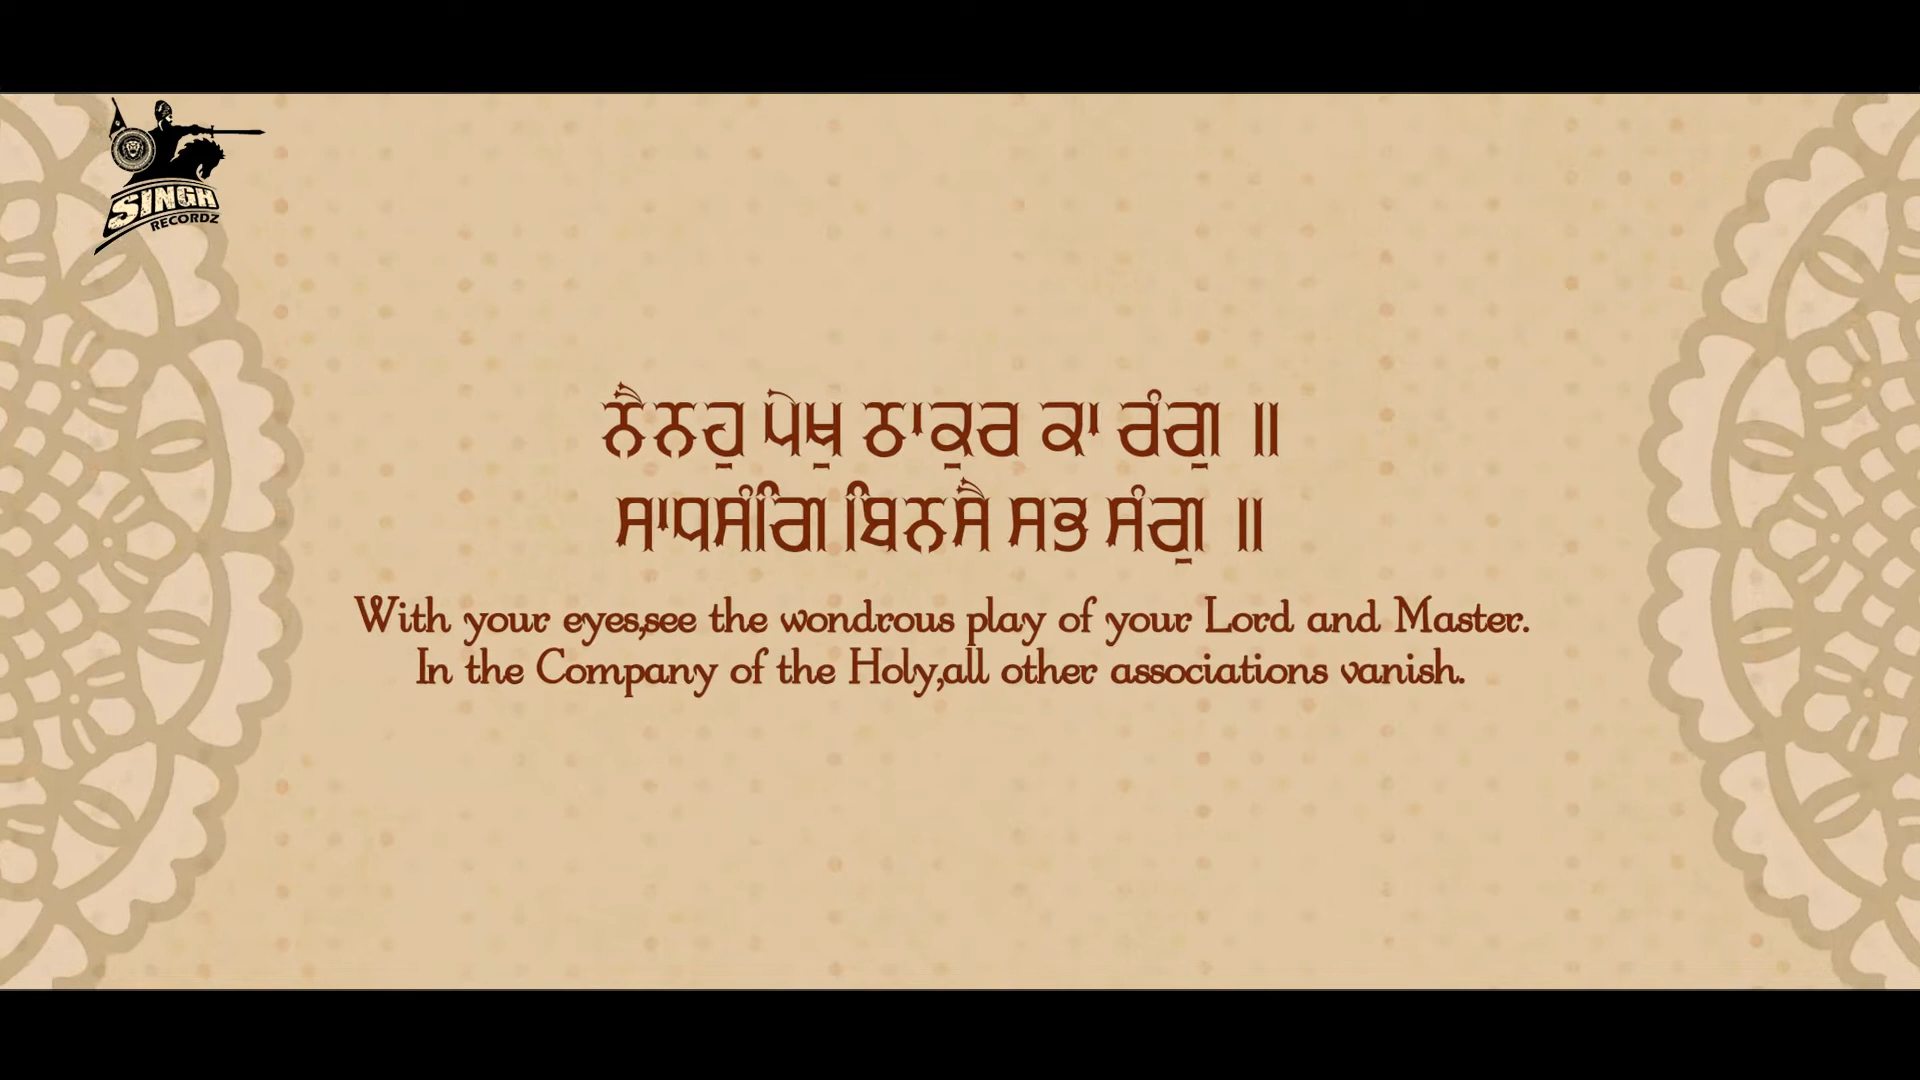 SINGH
RECORDZ
ਨੈਨਹੁ ਪੇਖੁ ਠਾਕੁਰ ਕਾ ਰੰਗੁ ॥
ਸਾਧਸੰਗਿ ਬਿਨਸੈ ਸਭ ਸੰਗੁ ॥
With your eyes,see the wondrous play of your Lord and Master.
In the Company of the Holy,all other associations vanish.